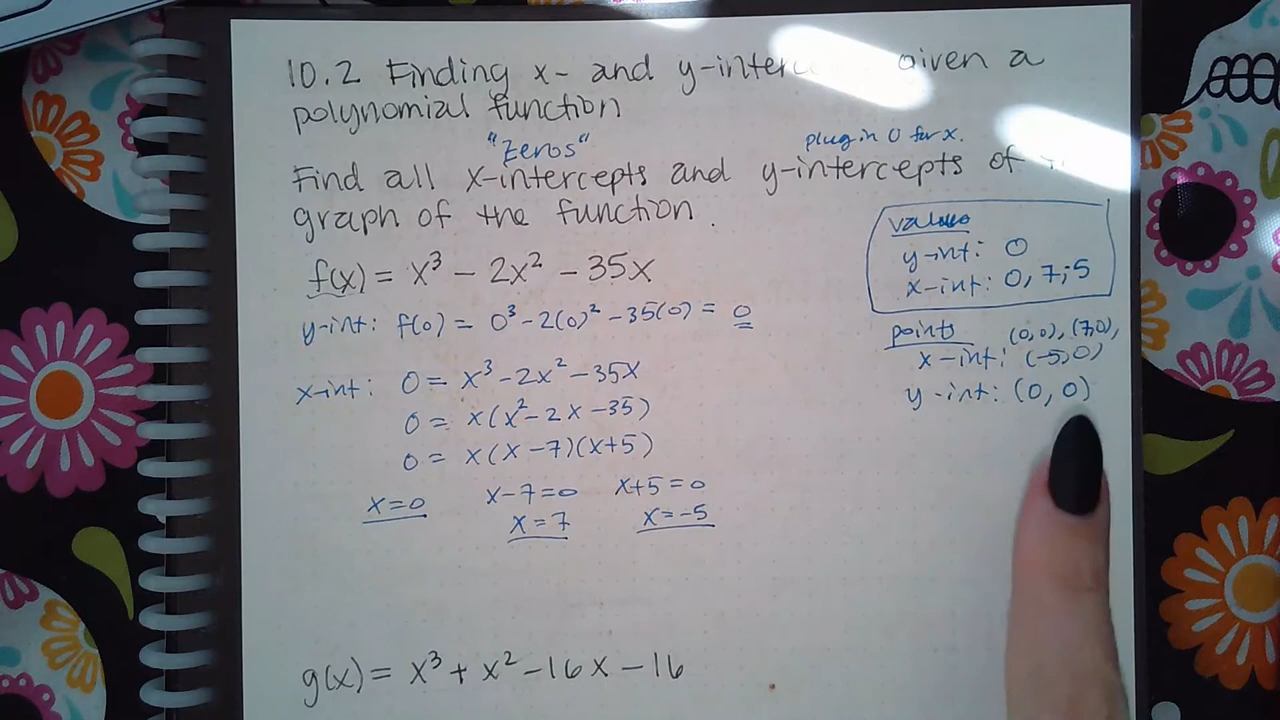 10.2 Finding x- and y-inter given a
polynomial function
"Zeros"
plug in 0 for x.
Find all x-intercepts and y-intercepts of
graph of the function.
f(x) = x³ - 2x² - 35x
y-int: f(0) = 0³ - 2(0)² - 35(0) = 0
x-int: 0 = x³ - 2x² - 35x
0 = x(x² - 2x - 35)
0 = x(x - 7)(x + 5)
x = 0 x - 7 = 0 x + 5 = 0
x = 7 x = -5
values
y-int: 0
x-int: 0, 7, -5
points (0,0), (7,0),
x-int: (-5,0)
y-int: (0,0)
g(x) = x³ + x² - 16x - 16